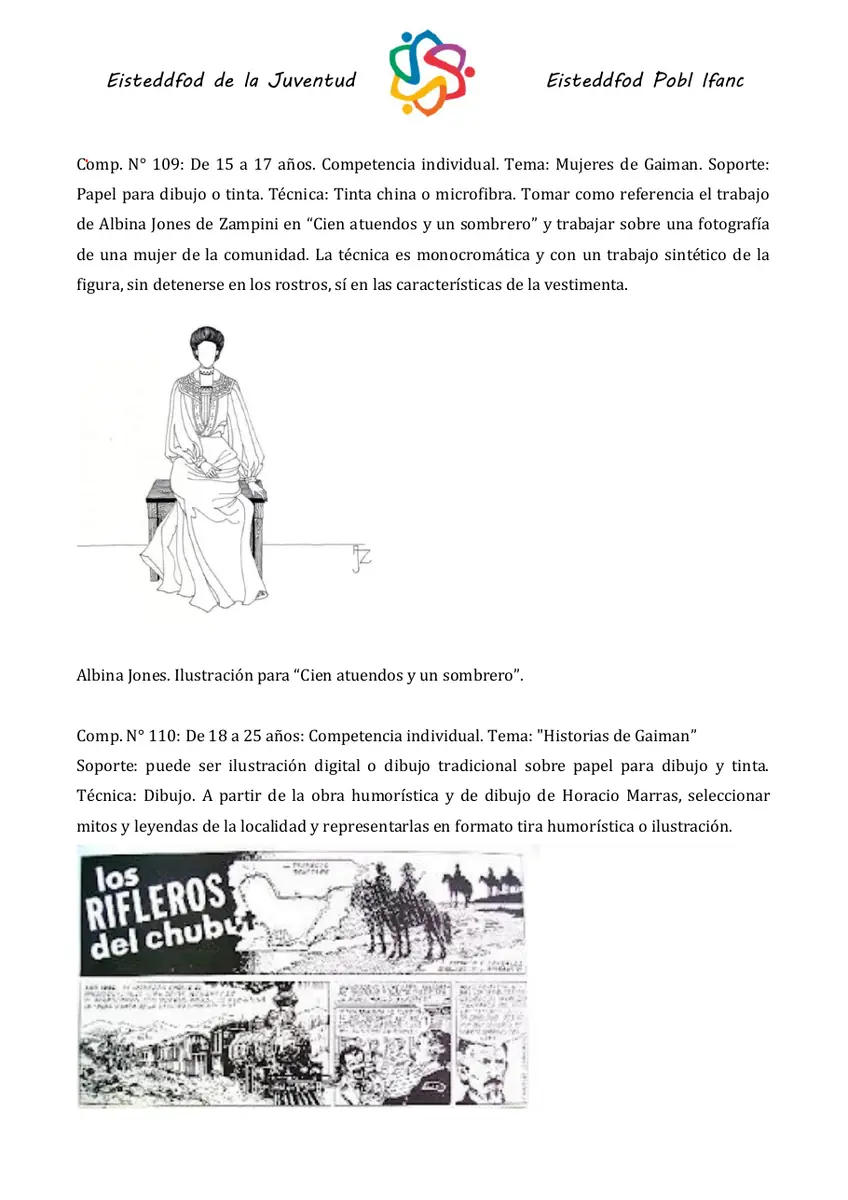 Eisteddfod de la Juventud
Eisteddfod Pobl Ifanc
Comp. N° 109: De 15 a 17 años. Competencia individual. Tema: Mujeres de Gaiman. Soporte:
Papel para dibujo o tinta. Técnica: Tinta china o microfibra. Tomar como referencia el trabajo
de Albina Jones de Zampini en “Cien atuendos y un sombrero” y trabajar sobre una fotografía
de una mujer de la comunidad. La técnica es monocromática y con un trabajo sintético de la
figura, sin detenerse en los rostros, sí en las características de la vestimenta.
AJZ
Albina Jones. Ilustración para “Cien atuendos y un sombrero”.
Comp. N° 110: De 18 a 25 años: Competencia individual. Tema: "Historias de Gaiman”
Soporte: puede ser ilustración digital o dibujo tradicional sobre papel para dibujo y tinta.
Técnica: Dibujo. A partir de la obra humorística y de dibujo de Horacio Marras, seleccionar
mitos y leyendas de la localidad y representarlas en formato tira humorística o ilustración.
los
RIFLEROS
del chubut